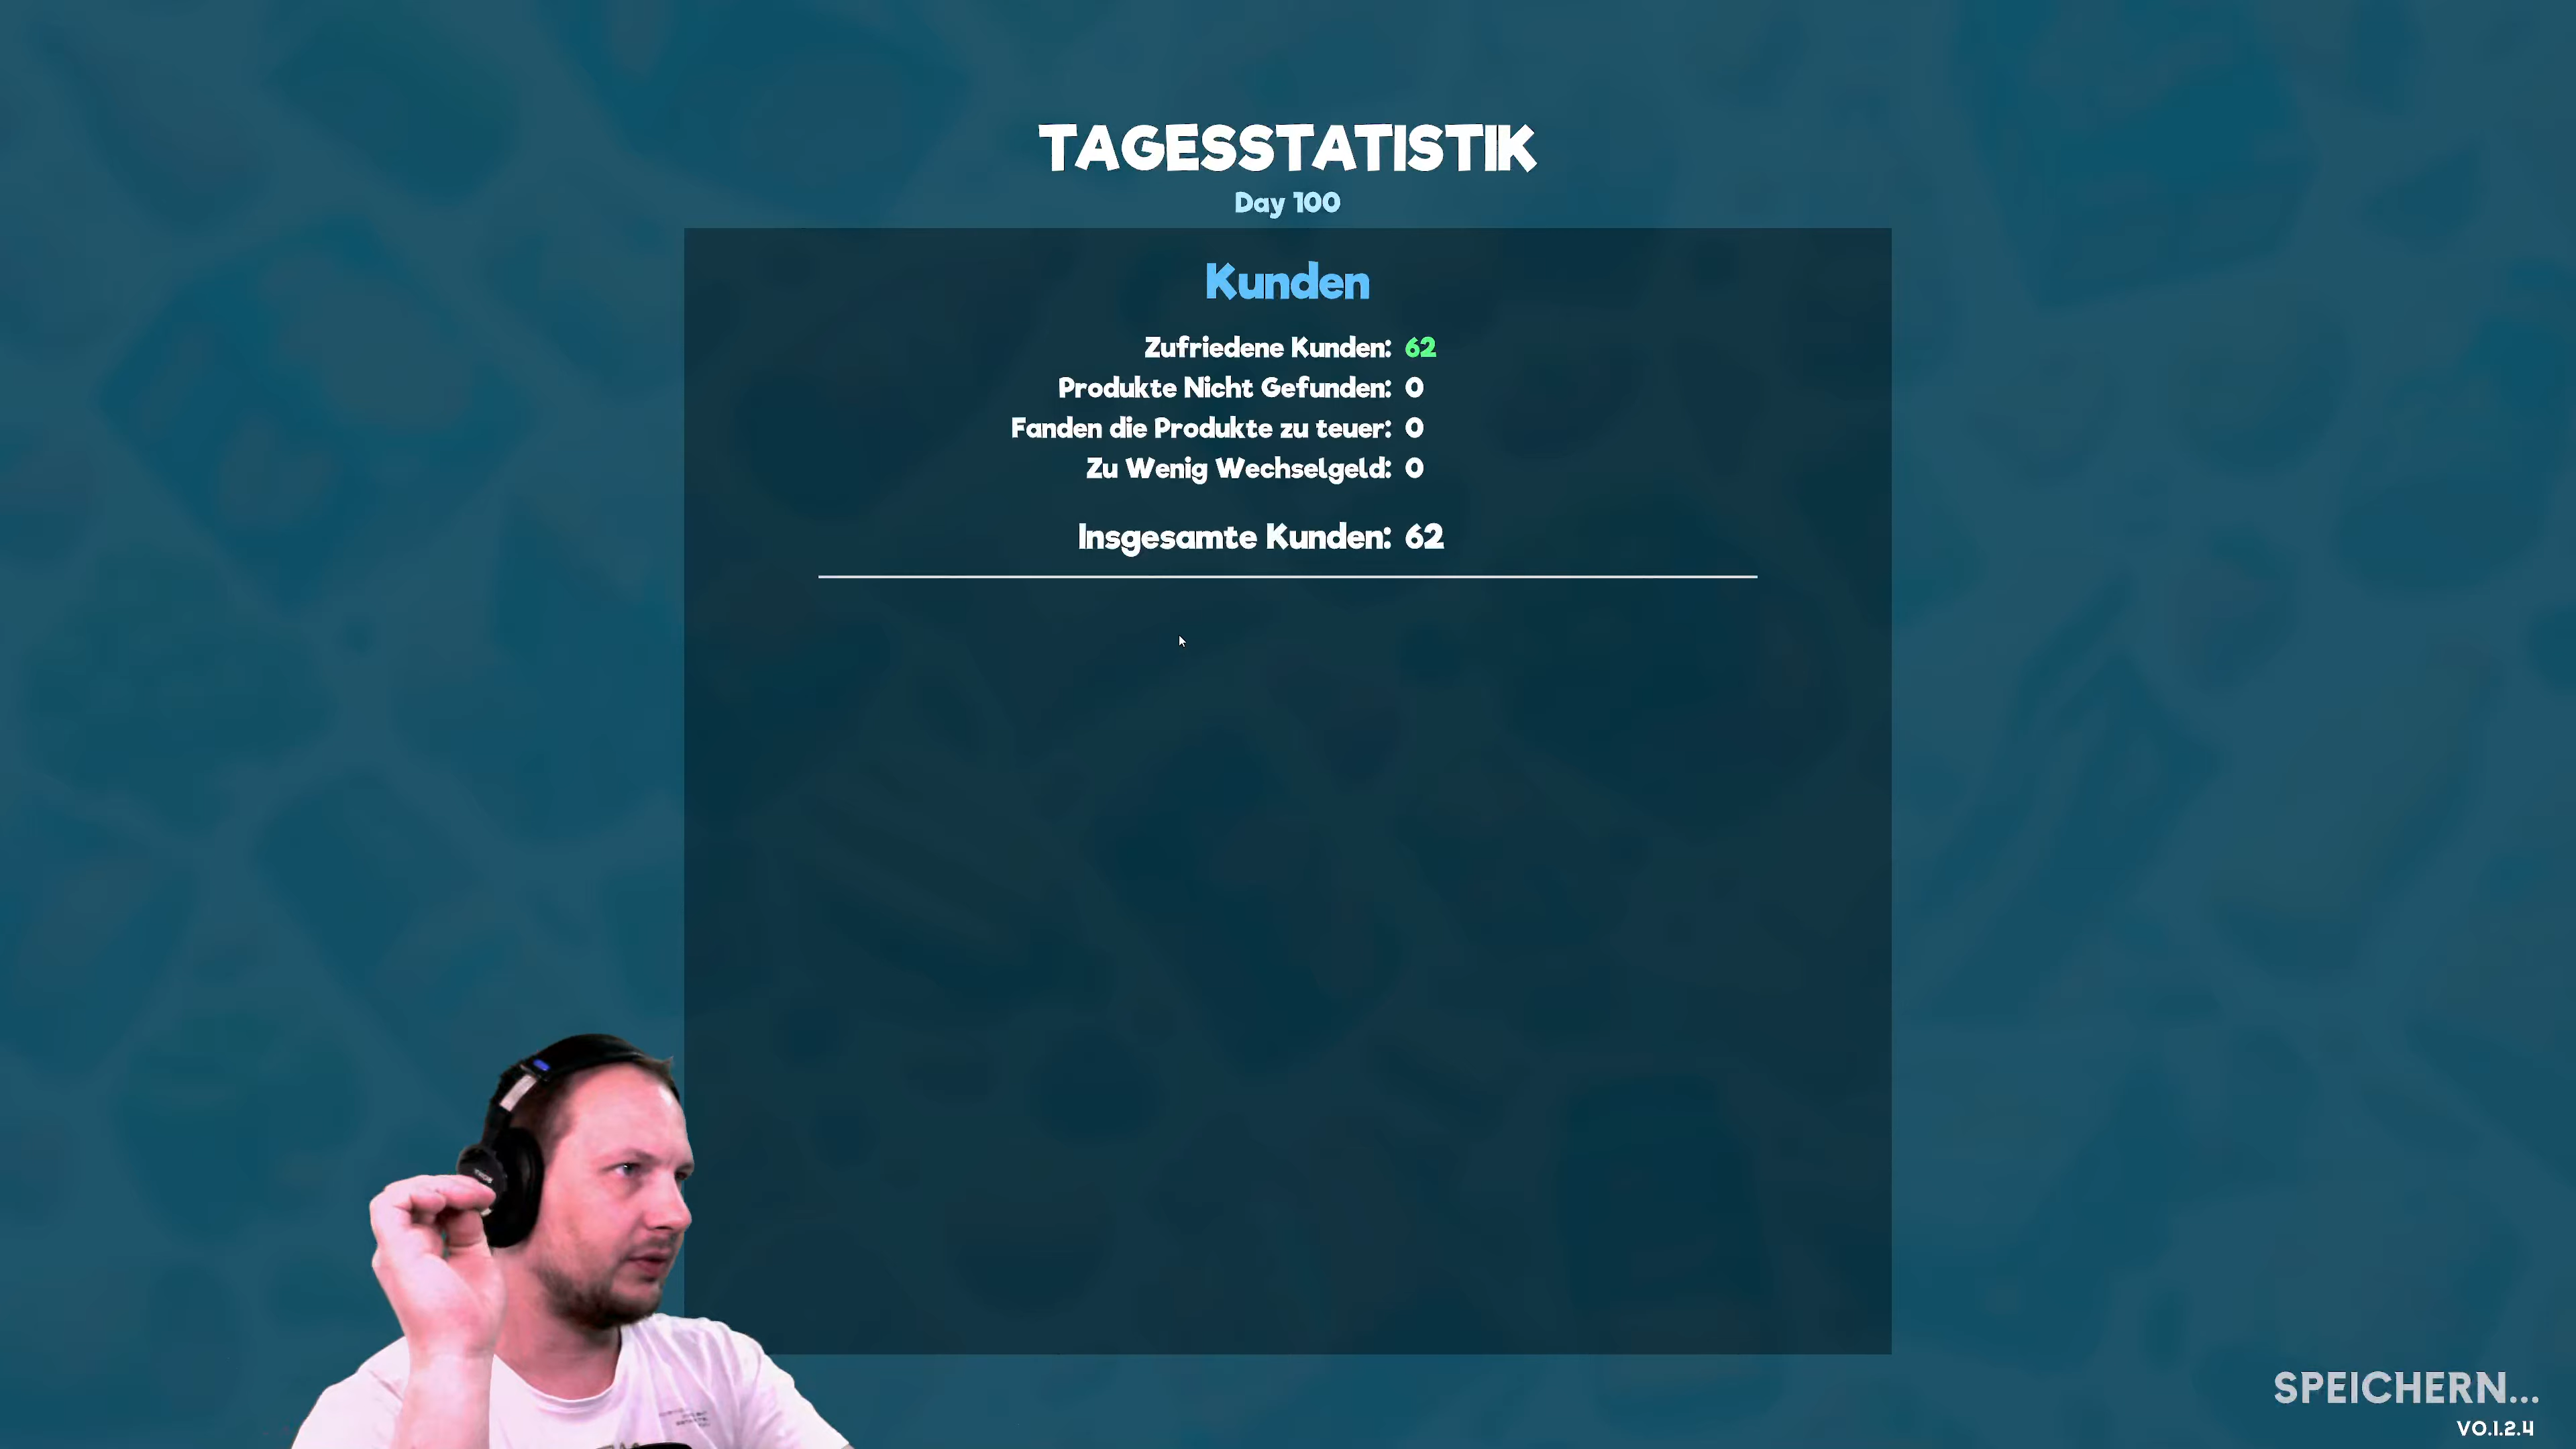 TAGESSTATISTIK
Day 100
Kunden
Zufriedene Kunden: 62
Produkte Nicht Gefunden: 0
Fanden die Produkte zu teuer: 0
Zu Wenig Wechselgeld: 0
Insgesamte Kunden: 62
SPEICHERN...
V0.1.2.4